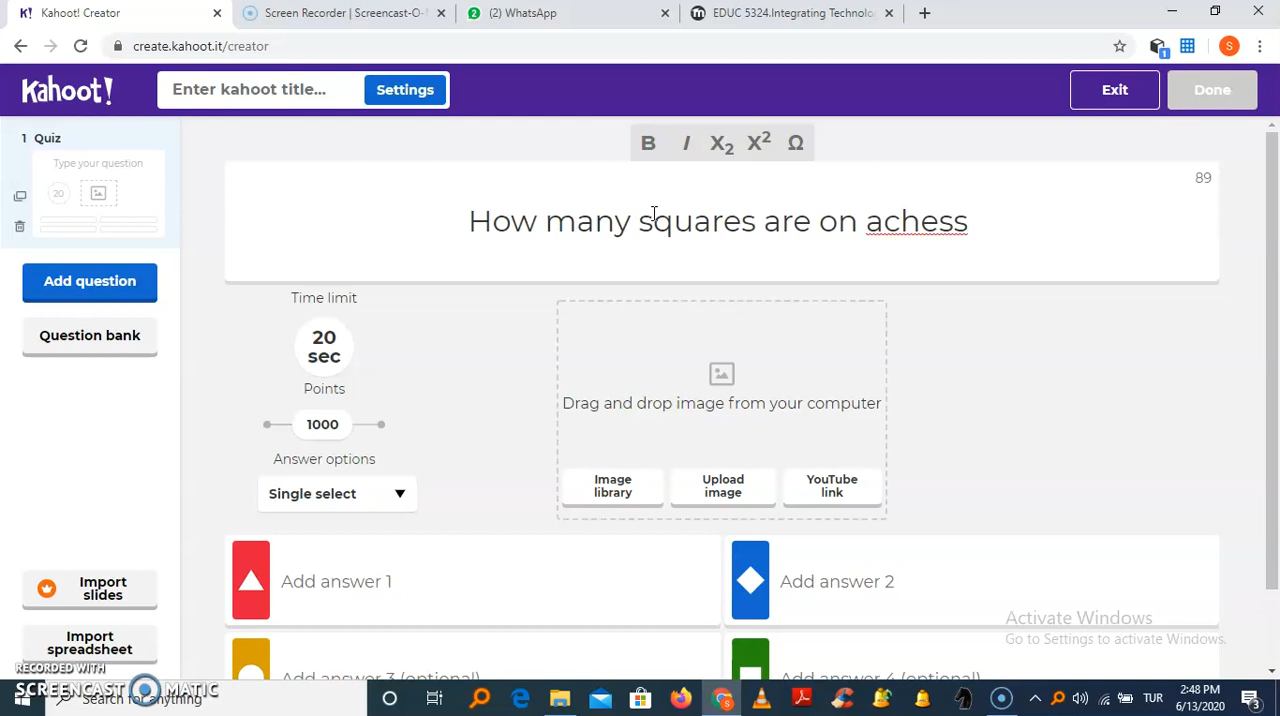 Kahoot! Creator
Screen Recorder | Screencast-O-
(2) WhatsApp
EDUC 5324.Integrating Technolo
create.kahoot.it/creator
1
S
Kahoot!
Enter kahoot title...
Settings
Exit
Done
1 Quiz
Type your question
20
B I X2 X2 Ω
89
How many squares are on achess
Add question
Question bank
Time limit
20
sec
Points
1000
Answer options
Single select
Drag and drop image from your computer
Image
library
Upload
image
YouTube
link
Add answer 1
Add answer 2
Add answer 3 (optional)
Add answer 4 (optional)
Import
slides
Import
spreadsheet
Activate Windows
Go to Settings to activate Windows.
RECORDED WITH
SCREENCAST MATIC
Search for anything
TUR
2:48 PM
6/13/2020
3